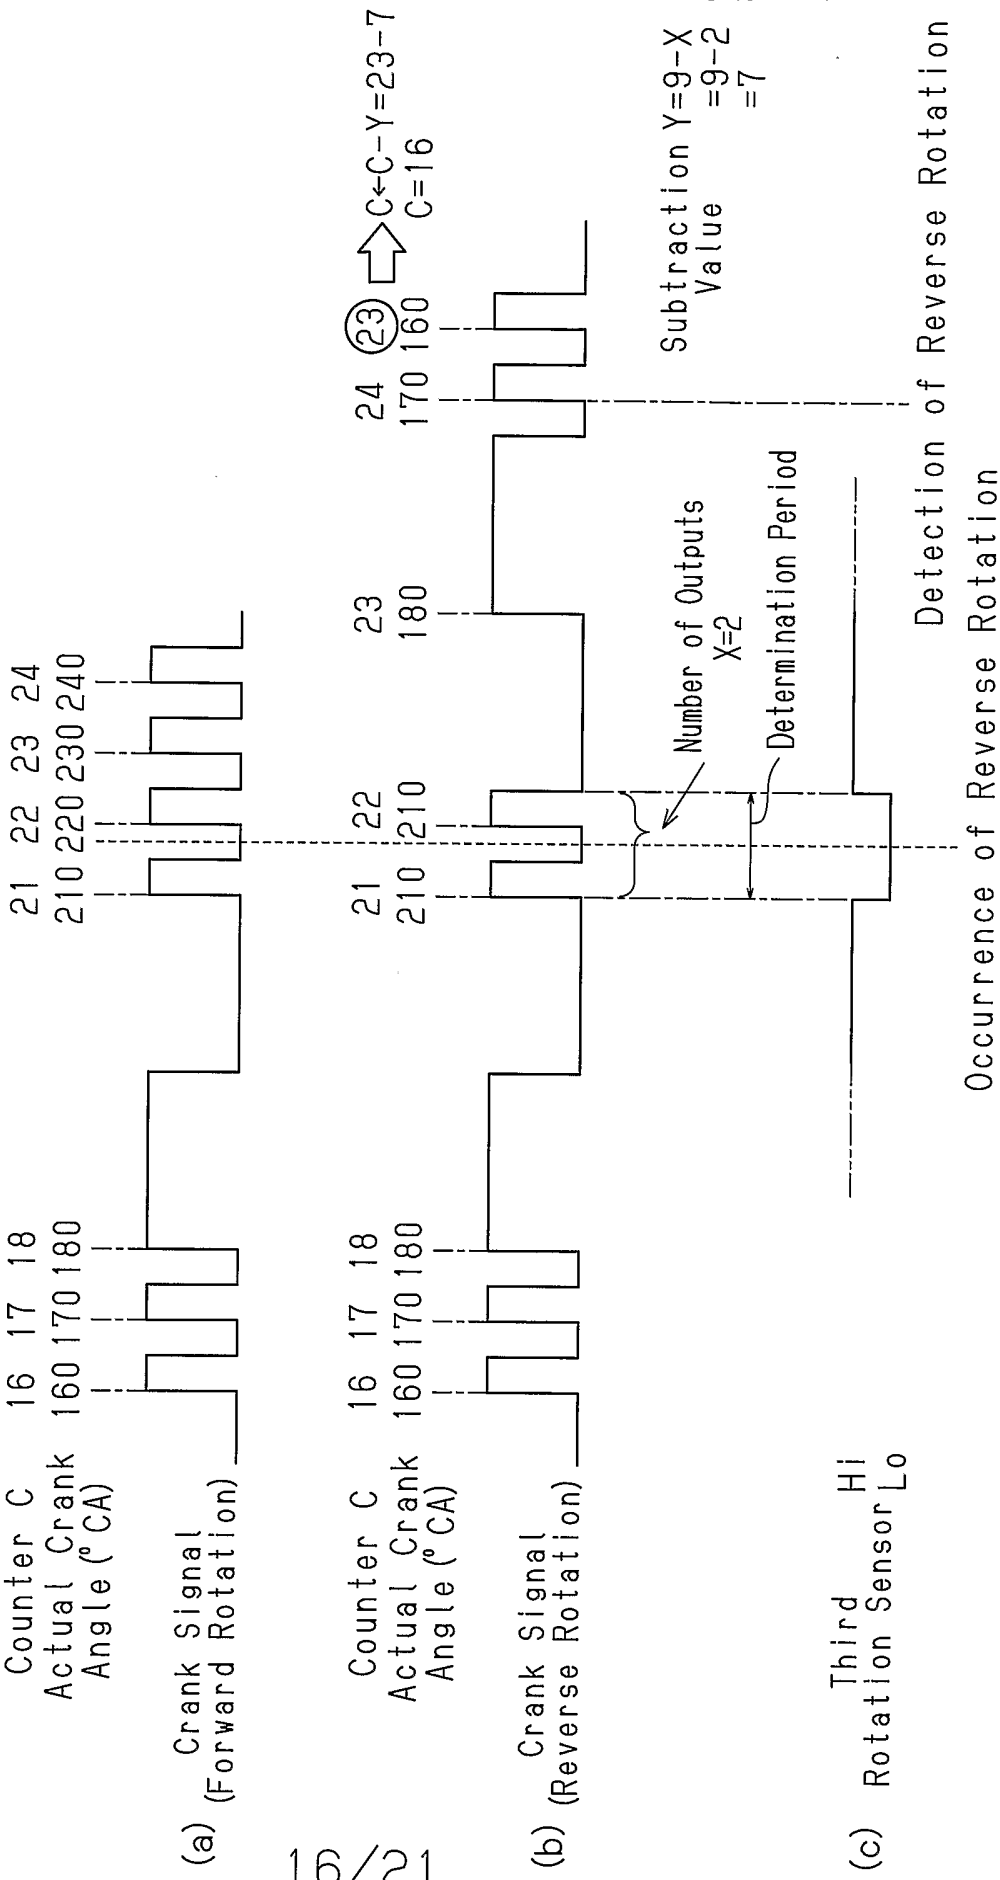 Counter C 16 17 18 21 22 23 24
Actual Crank 160 170 180 210 220 230 240
Angle (°CA)
(a) Crank Signal
(Forward Rotation)
Counter C 16 17 18 21 22 23 24 23 ⇨ C←C-Y=23-7
C=16
Actual Crank 160 170 180 210 210 180 170 160
Angle (°CA)
(b) Crank Signal
(Reverse Rotation)
Number of Outputs
X=2
Determination Period
Subtraction Y=9-X
Value =9-2
=7
(c) Third
Rotation Sensor
Hi
Lo
Detection of Reverse Rotation
Occurrence of Reverse Rotation
16/21